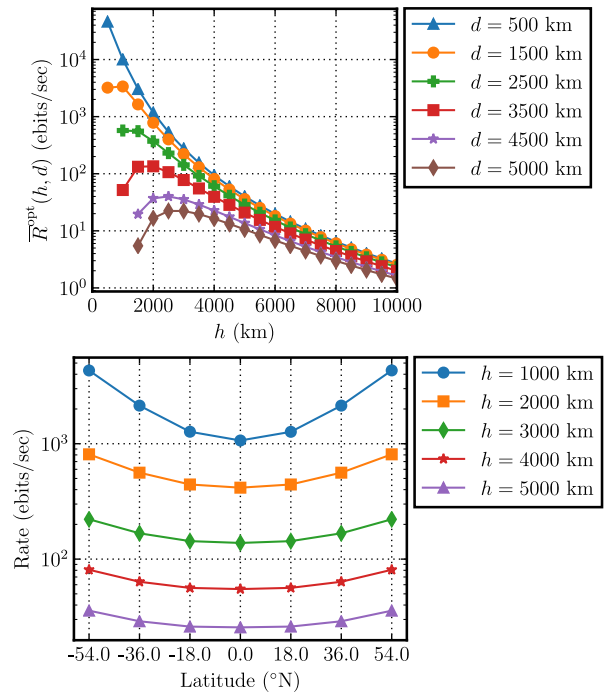 10^4
10^3
10^2
10^1
10^0
R̅^opt(h, d) (ebits/sec)
0 2000 4000 6000 8000 10000
h (km)
d = 500 km
d = 1500 km
d = 2500 km
d = 3500 km
d = 4500 km
d = 5000 km
10^3
10^2
Rate (ebits/sec)
-54.0 -36.0 -18.0 0.0 18.0 36.0 54.0
Latitude (°N)
h = 1000 km
h = 2000 km
h = 3000 km
h = 4000 km
h = 5000 km